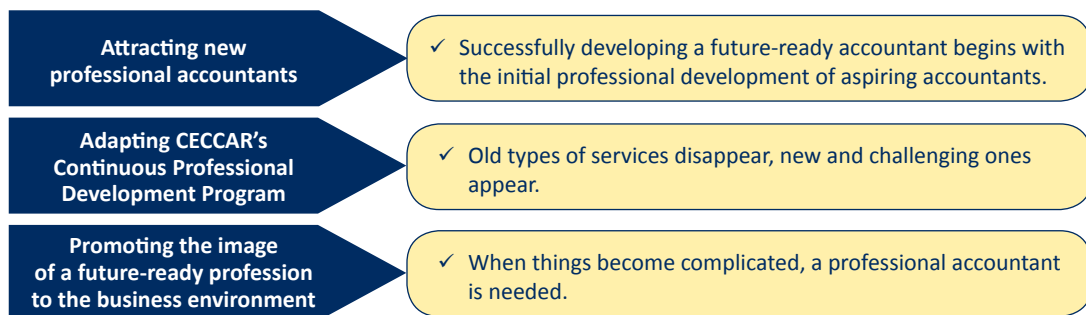 Attracting new
professional accountants
✓ Successfully developing a future-ready accountant begins with
the initial professional development of aspiring accountants.
Adapting CECCAR's
Continuous Professional
Development Program
✓ Old types of services disappear, new and challenging ones
appear.
Promoting the image
of a future-ready profession
to the business environment
✓ When things become complicated, a professional accountant
is needed.